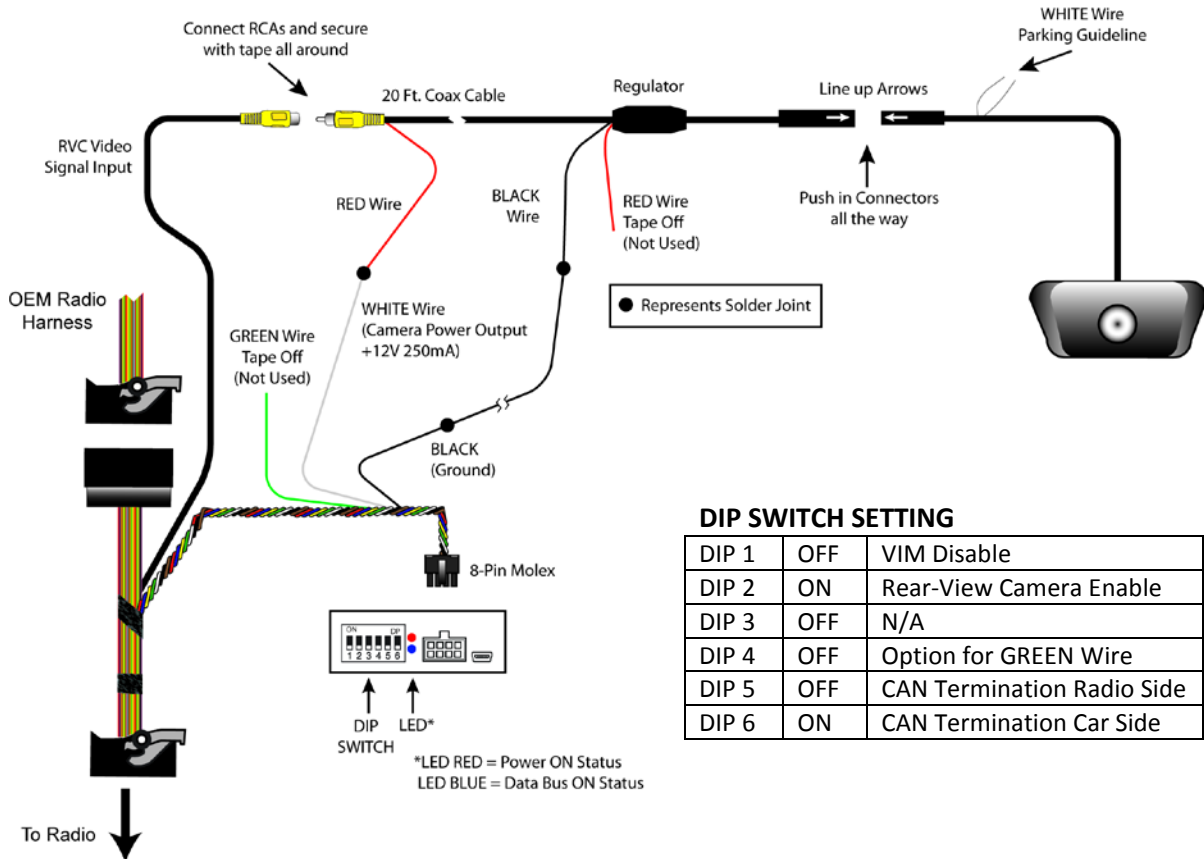 Connect RCAs and secure
with tape all around
WHITE Wire
Parking Guideline
20 Ft. Coax Cable
Regulator
Line up Arrows
RVC Video
Signal Input
RED Wire
BLACK
Wire
RED Wire
Tape Off
(Not Used)
Push in Connectors
all the way
OEM Radio
Harness
WHITE Wire
(Camera Power Output
+12V 250mA)
● Represents Solder Joint
GREEN Wire
Tape Off
(Not Used)
BLACK
(Ground)
8-Pin Molex
ON DP
1 2 3 4 5 6
DIP
SWITCH
LED*
*LED RED = Power ON Status
LED BLUE = Data Bus ON Status
To Radio
DIP SWITCH SETTING
DIP 1 OFF VIM Disable
DIP 2 ON Rear-View Camera Enable
DIP 3 OFF N/A
DIP 4 OFF Option for GREEN Wire
DIP 5 OFF CAN Termination Radio Side
DIP 6 ON CAN Termination Car Side